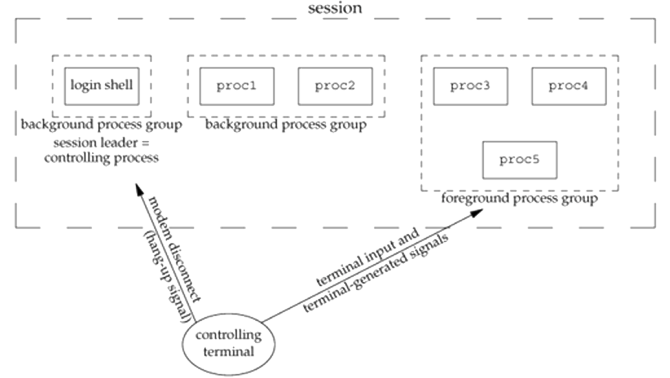 session
login shell
proc1
proc2
proc3
proc4
proc5
background process group
session leader =
controlling process
background process group
foreground process group
modem disconnect
(hang-up signal)
terminal input and
terminal-generated signals
controlling
terminal